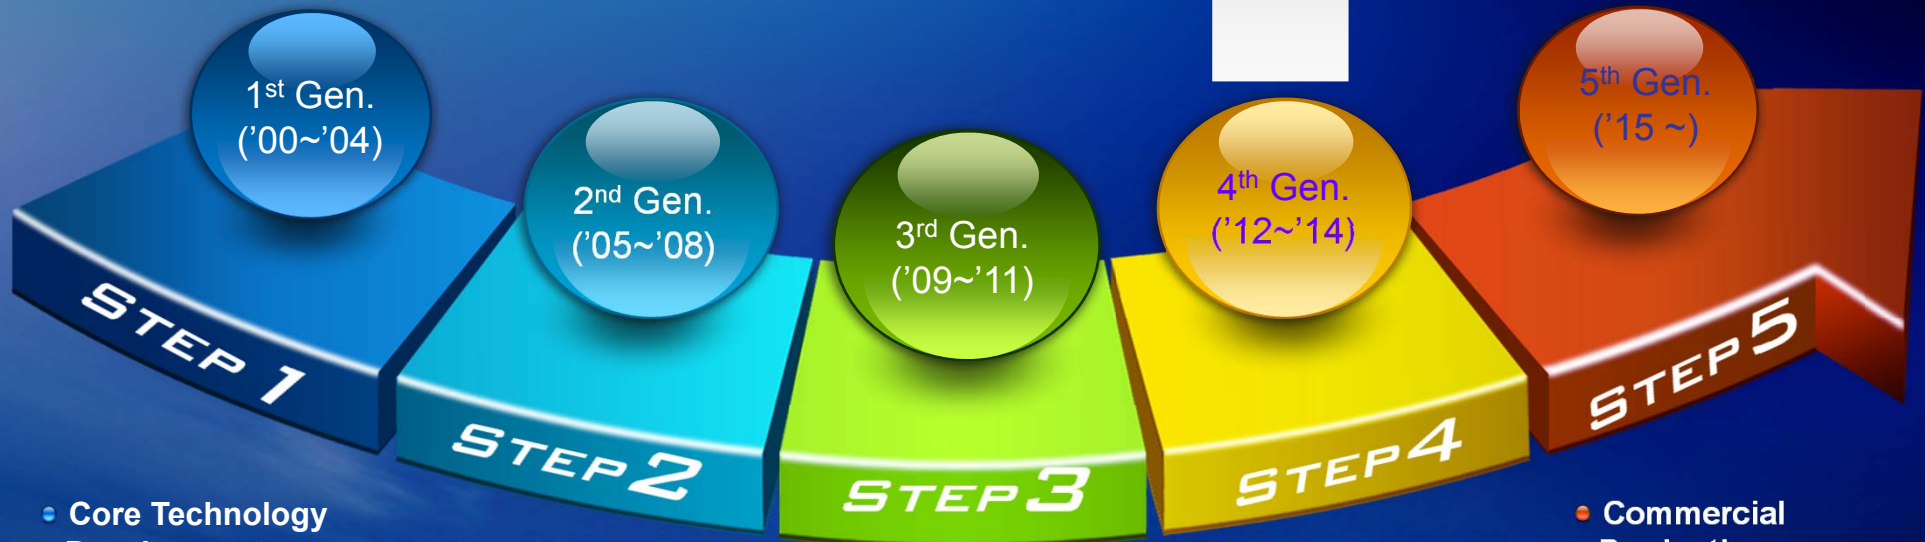 1st Gen.
(’00~’04)
2nd Gen.
(’05~’08)
3rd Gen.
(’09~’11)
4th Gen.
(’12~’14)
5th Gen.
(’15 ~)
STEP 1
STEP 2
STEP 3
STEP 4
STEP 5
Core Technology
Commercial